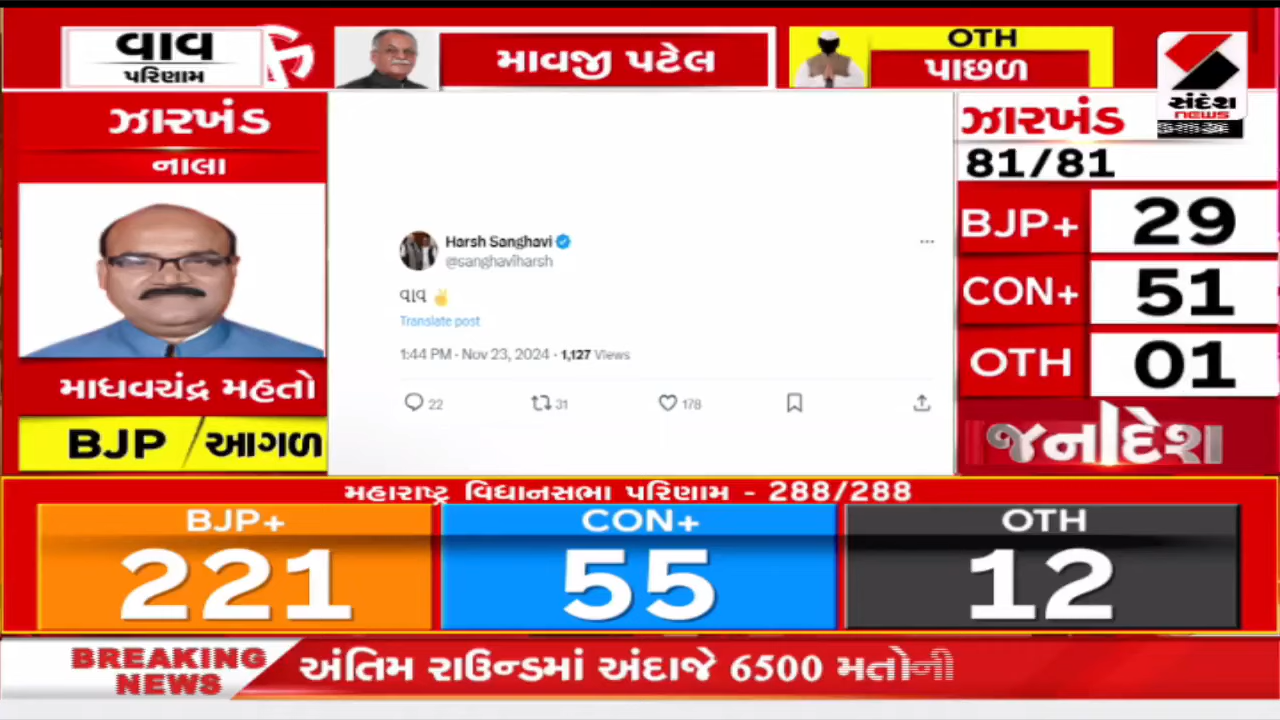 વાવ
પરિણામ
માવજી પટેલ
OTH
પાછળ
સંદેશ
NEWS
ઝારખંડ
નાલા
માધવચંદ્ર મહતો
BJP / આગળ
Harsh Sanghavi
@sanghaviharsh
વાવ ✌️
Translate post
1:44 PM · Nov 23, 2024 · 1,127 Views
22 31 178
ઝારખંડ
81/81
BJP+ 29
CON+ 51
OTH 01
જનાદેશ
મહારાષ્ટ્ર વિધાનસભા પરિણામ - 288/288
BJP+ CON+ OTH
221 55 12
BREAKING
NEWS
અંતિમ રાઉન્ડમાં અંદાજે 6500 મતોની